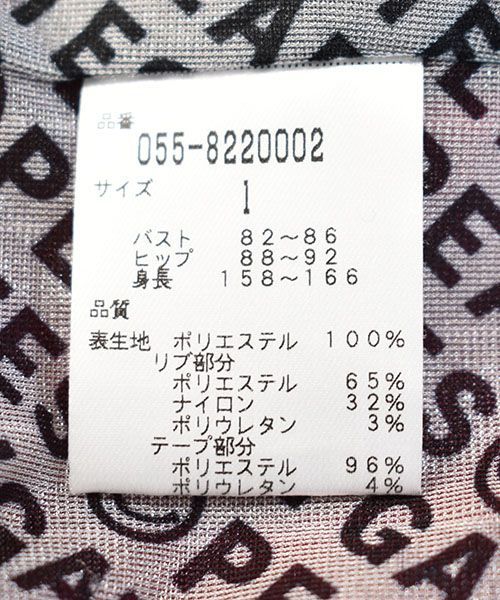 品番
055-8220002
サイズ 1
バスト 82～86
ヒップ 88～92
身長 158～166
品質
表生地 ポリエステル 100%
リブ部分
ポリエステル 65%
ナイロン 32%
ポリウレタン 3%
テープ部分
ポリエステル 96%
ポリウレタン 4%